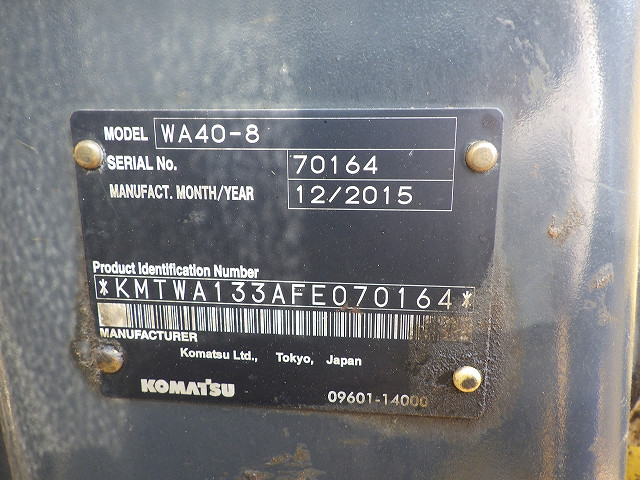 MODEL WA40-8
SERIAL No. 70164
MANUFACT. MONTH/YEAR 12/2015
Product Identification Number
*KMTWA133AFE070164*
MANUFACTURER
Komatsu Ltd., Tokyo, Japan
KOMATSU 09601-14000